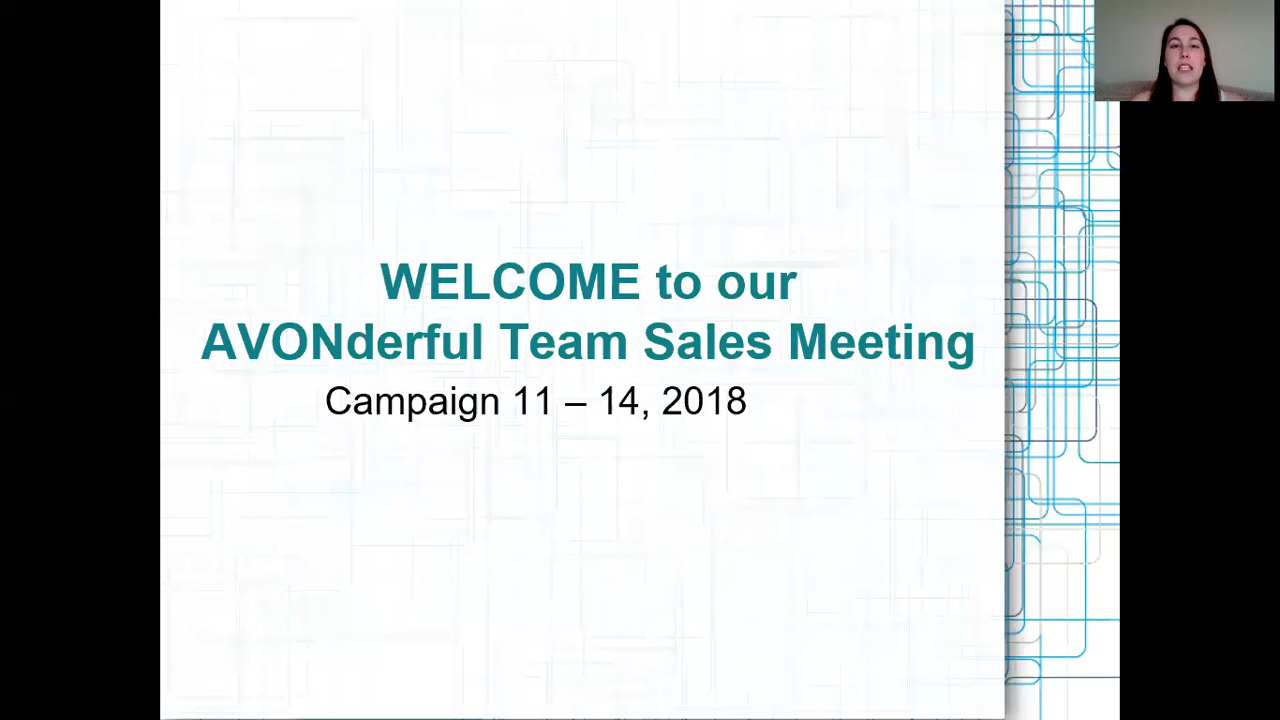 WELCOME to our
AVONderful Team Sales Meeting
Campaign 11 – 14, 2018